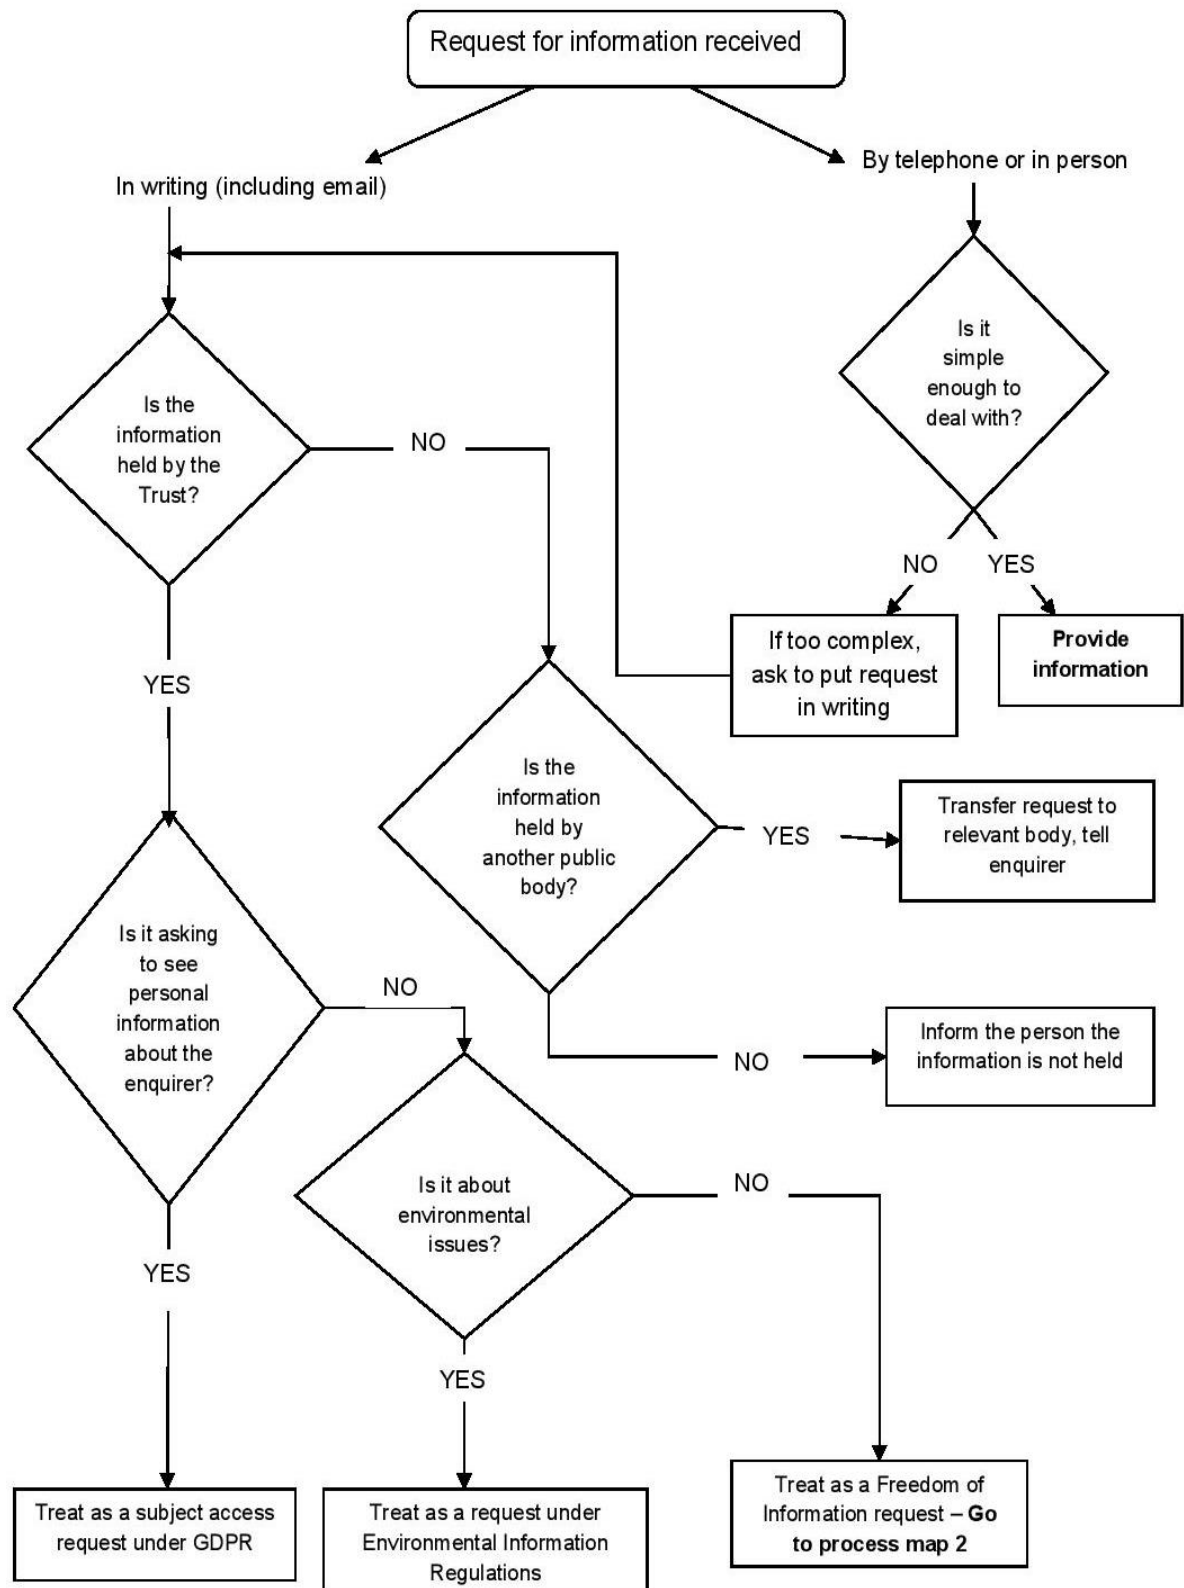 Request for information received
By telephone or in person
In writing (including email)
Is it
simple
enough to
deal with?
Is the
information
held by the
Trust?
NO
NO
YES
If too complex,
ask to put request
in writing
Provide
information
YES
Is the
information
held by
another public
body?
YES
Transfer request to
relevant body, tell
enquirer
Is it asking
to see
personal
information
about the
enquirer?
NO
NO
Inform the person the
information is not held
Is it about
environmental
issues?
NO
YES
YES
Treat as a subject access
request under GDPR
Treat as a request under
Environmental Information
Regulations
Treat as a Freedom of
Information request – Go
to process map 2